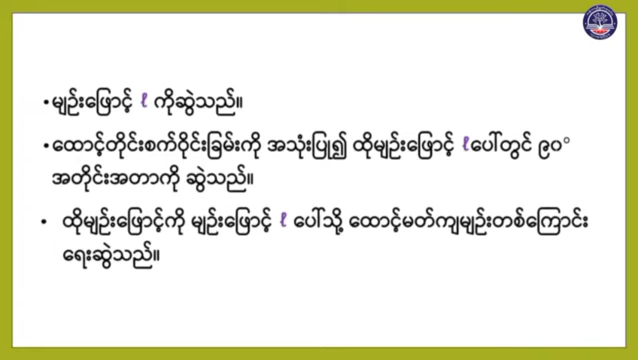 •မျဉ်းဖြောင့် ℓ ကိုဆွဲသည်။
•ထောင့်တိုင်းစက်ဝိုင်းခြမ်းကို အသုံးပြု၍ ထိုမျဉ်းဖြောင့် ℓပေါ်တွင် ၉၀°
အတိုင်းအတာကို ဆွဲသည်။
• ထိုမျဉ်းဖြောင့်ကို မျဉ်းဖြောင့် ℓ ပေါ်သို့ ထောင့်မတ်ကျမျဉ်းတစ်ကြောင်း
ရေးဆွဲသည်။